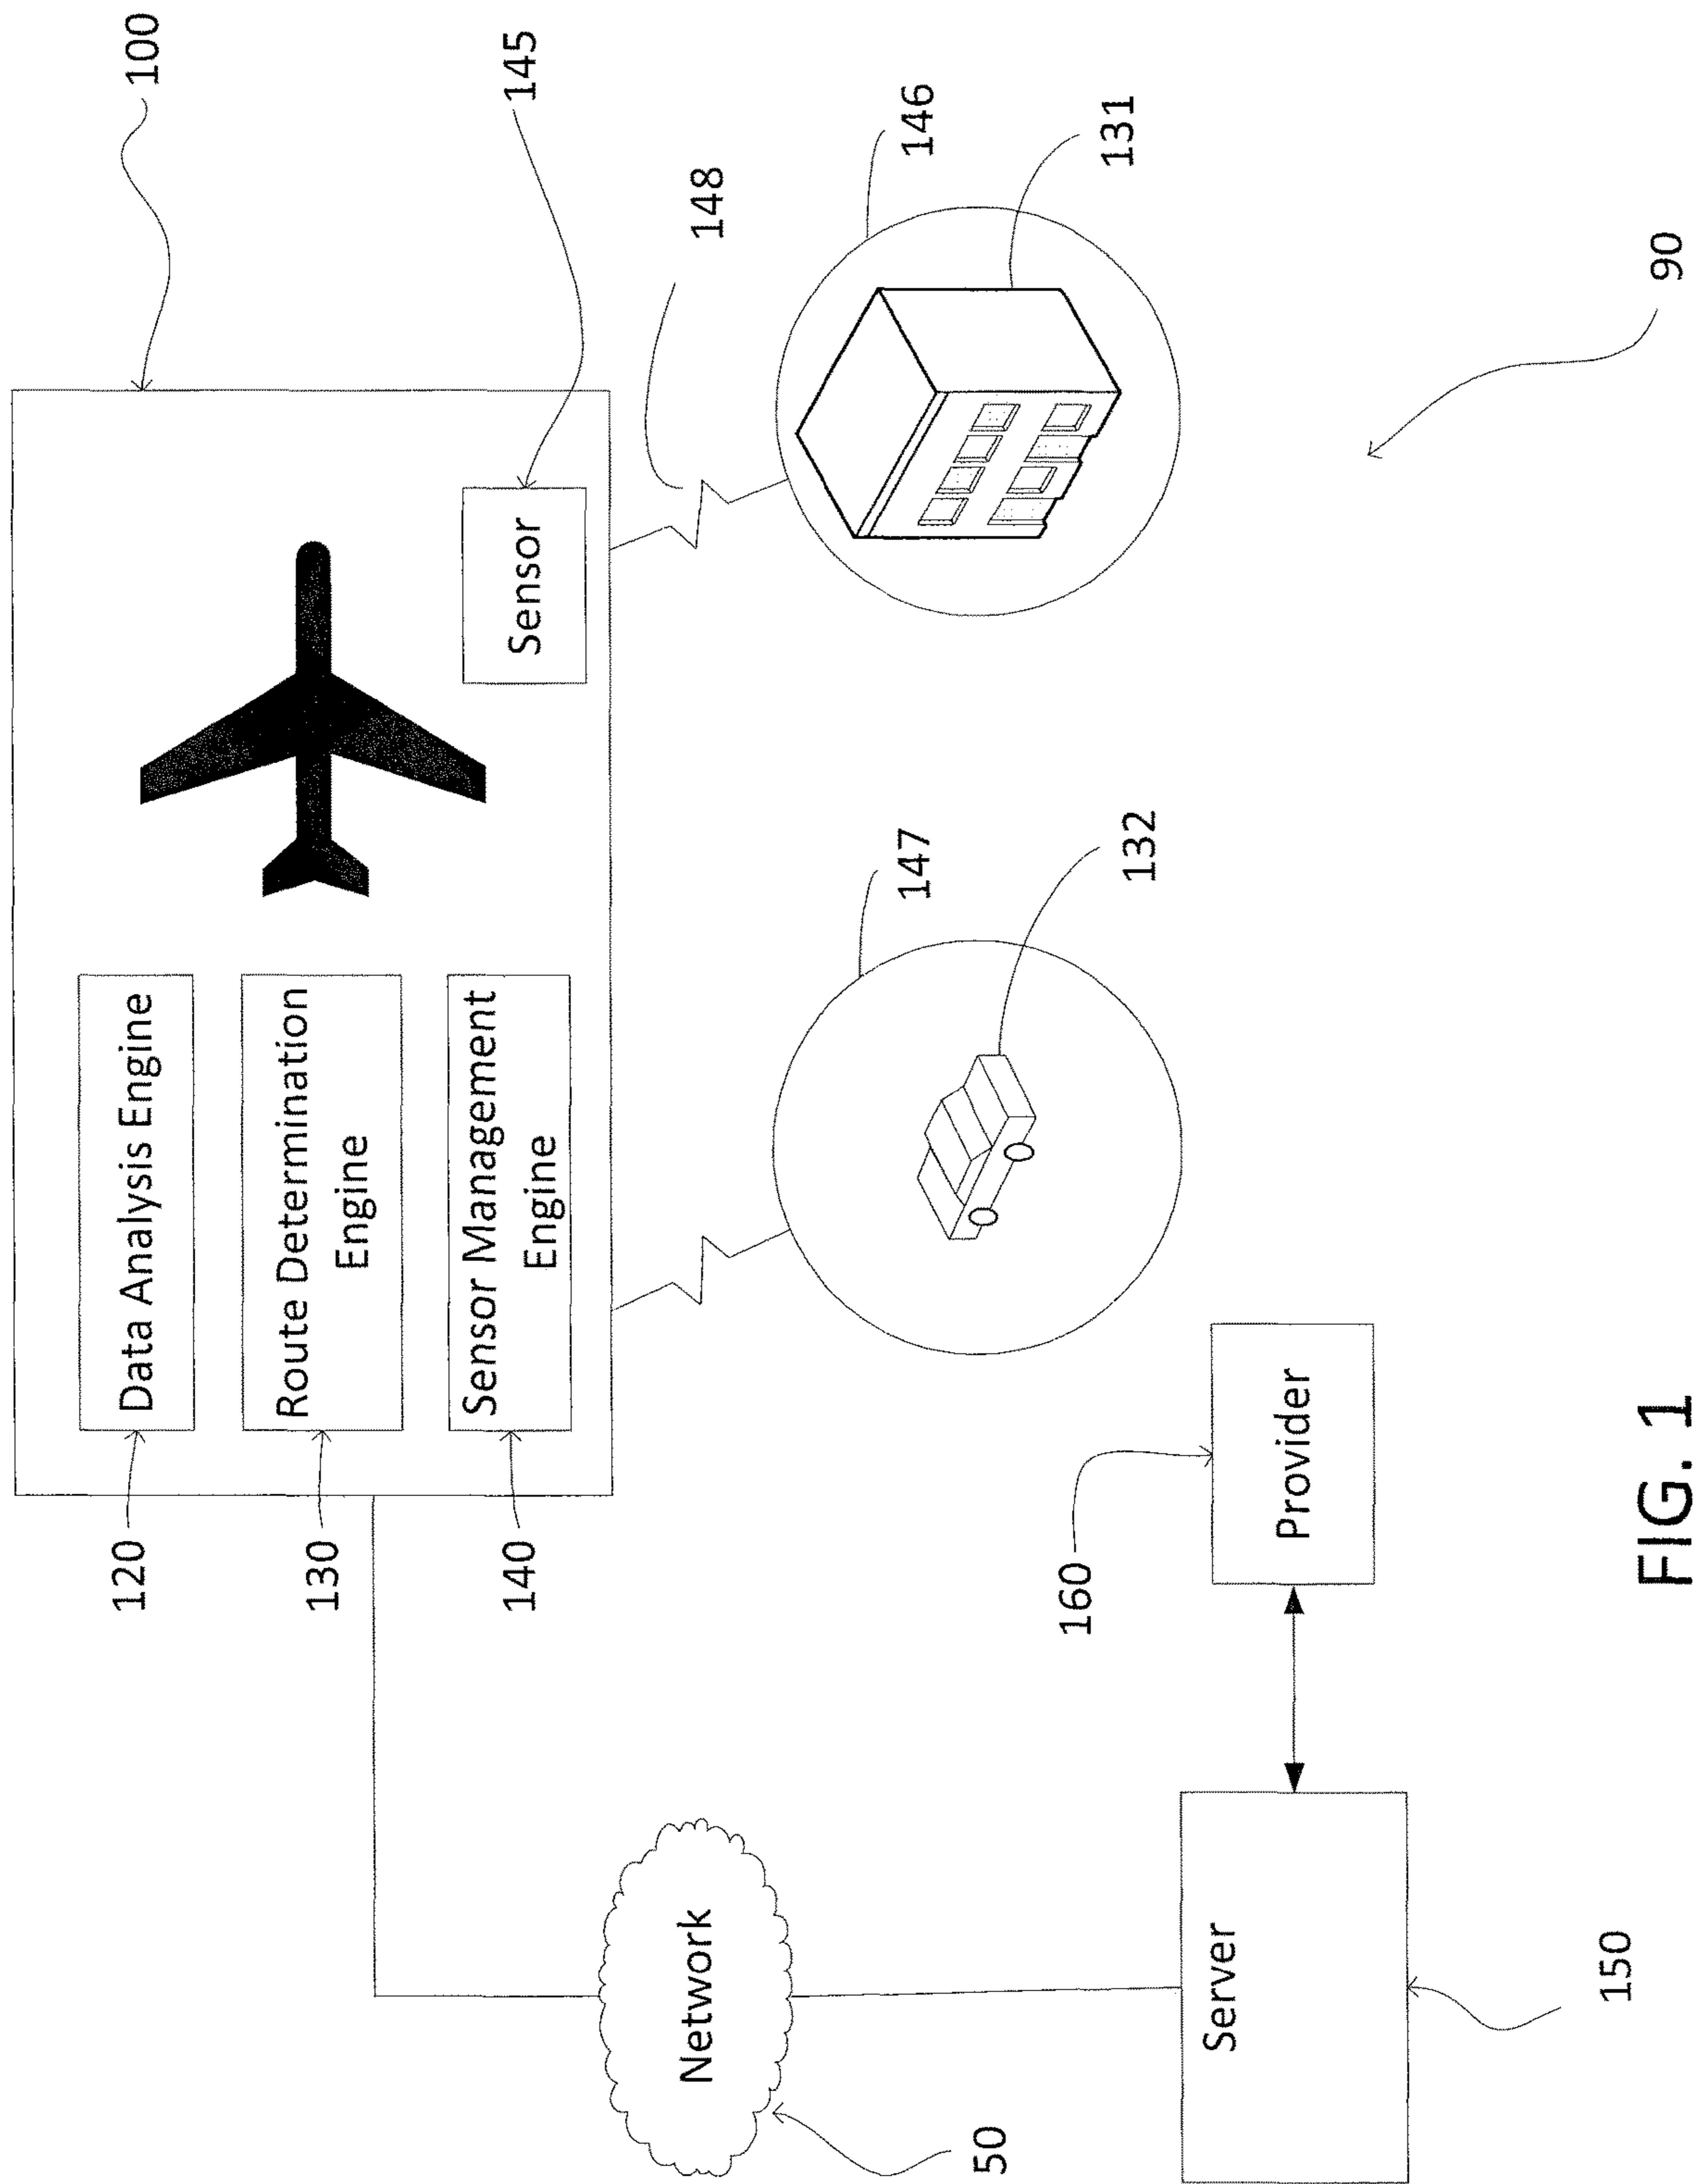 100
120
Data Analysis Engine
130
Route Determination
Engine
140
Sensor Management
Engine
Sensor
145
Network
148
147
146
50
160
132
131
Server
Provider
150
90
FIG. 1